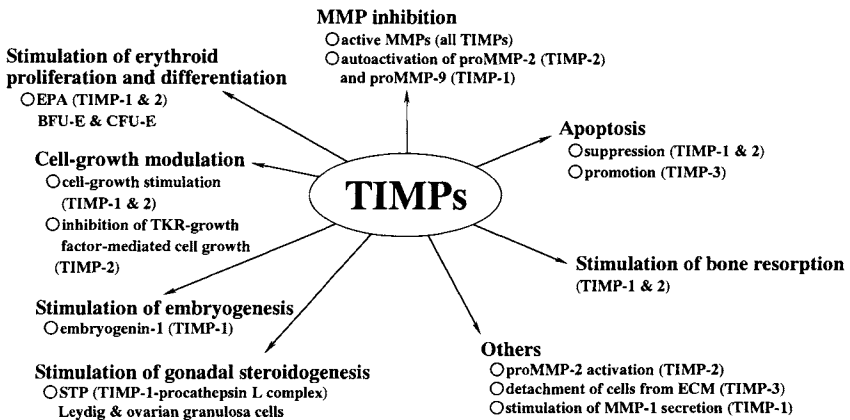 MMP inhibition
○active MMPs (all TIMPs)
○autoactivation of proMMP-2 (TIMP-2)
and proMMP-9 (TIMP-1)
Stimulation of erythroid
proliferation and differentiation
○EPA (TIMP-1 & 2)
BFU-E & CFU-E
Apoptosis
○suppression (TIMP-1 & 2)
○promotion (TIMP-3)
Cell-growth modulation
○cell-growth stimulation
(TIMP-1 & 2)
○inhibition of TKR-growth
factor-mediated cell growth
(TIMP-2)
TIMPs
Stimulation of bone resorption
(TIMP-1 & 2)
Stimulation of embryogenesis
○embryogenin-1 (TIMP-1)
Stimulation of gonadal steroidogenesis
○STP (TIMP-1-procathepsin L complex)
Leydig & ovarian granulosa cells
Others
○proMMP-2 activation (TIMP-2)
○detachment of cells from ECM (TIMP-3)
○stimulation of MMP-1 secretion (TIMP-1)